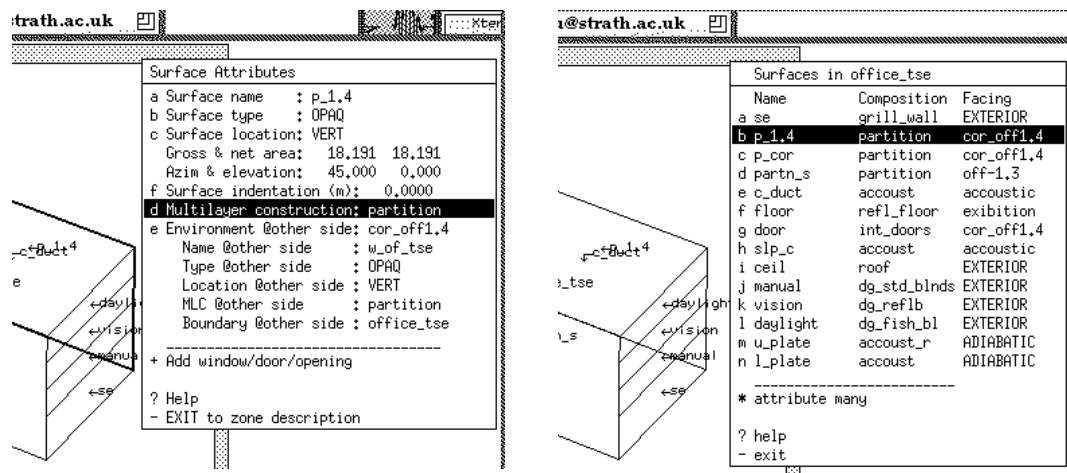 strath.ac.uk
Xter
Surface Attributes
a Surface name : p_1.4
b Surface type : OPAQ
c Surface location: VERT
Gross & net area: 18.191 18.191
Azim & elevation: 45.000 0.000
f Surface indentation (m): 0.0000
d Multilayer construction: partition
e Environment @other side: cor_off1.4
Name @other side : w_of_tse
Type @other side : OPAQ
Location @other side : VERT
MLC @other side : partition
Boundary @other side : office_tse
+ Add window/door/opening
? Help
- EXIT to zone description
e
←dayli
←visio
←manua
←se
@strath.ac.uk
Surfaces in office_tse
Name Composition Facing
a se grill_wall EXTERIOR
b p_1.4 partition cor_off1.4
c p_cor partition cor_off1.4
d partn_s partition off-1.3
e c_duct accoust accoustic
f floor refl_floor exibition
g door int_doors cor_off1.4
h slp_c accoust accoustic
i ceil roof EXTERIOR
j manual dg_std_blnds EXTERIOR
k vision dg_reflb EXTERIOR
l daylight dg_fish_bl EXTERIOR
m u_plate accoust_r ADIABATIC
n l_plate accoust ADIABATIC
* attribute many
? help
- exit
_tse
_s
←dayligh
←vision
←manual
←se